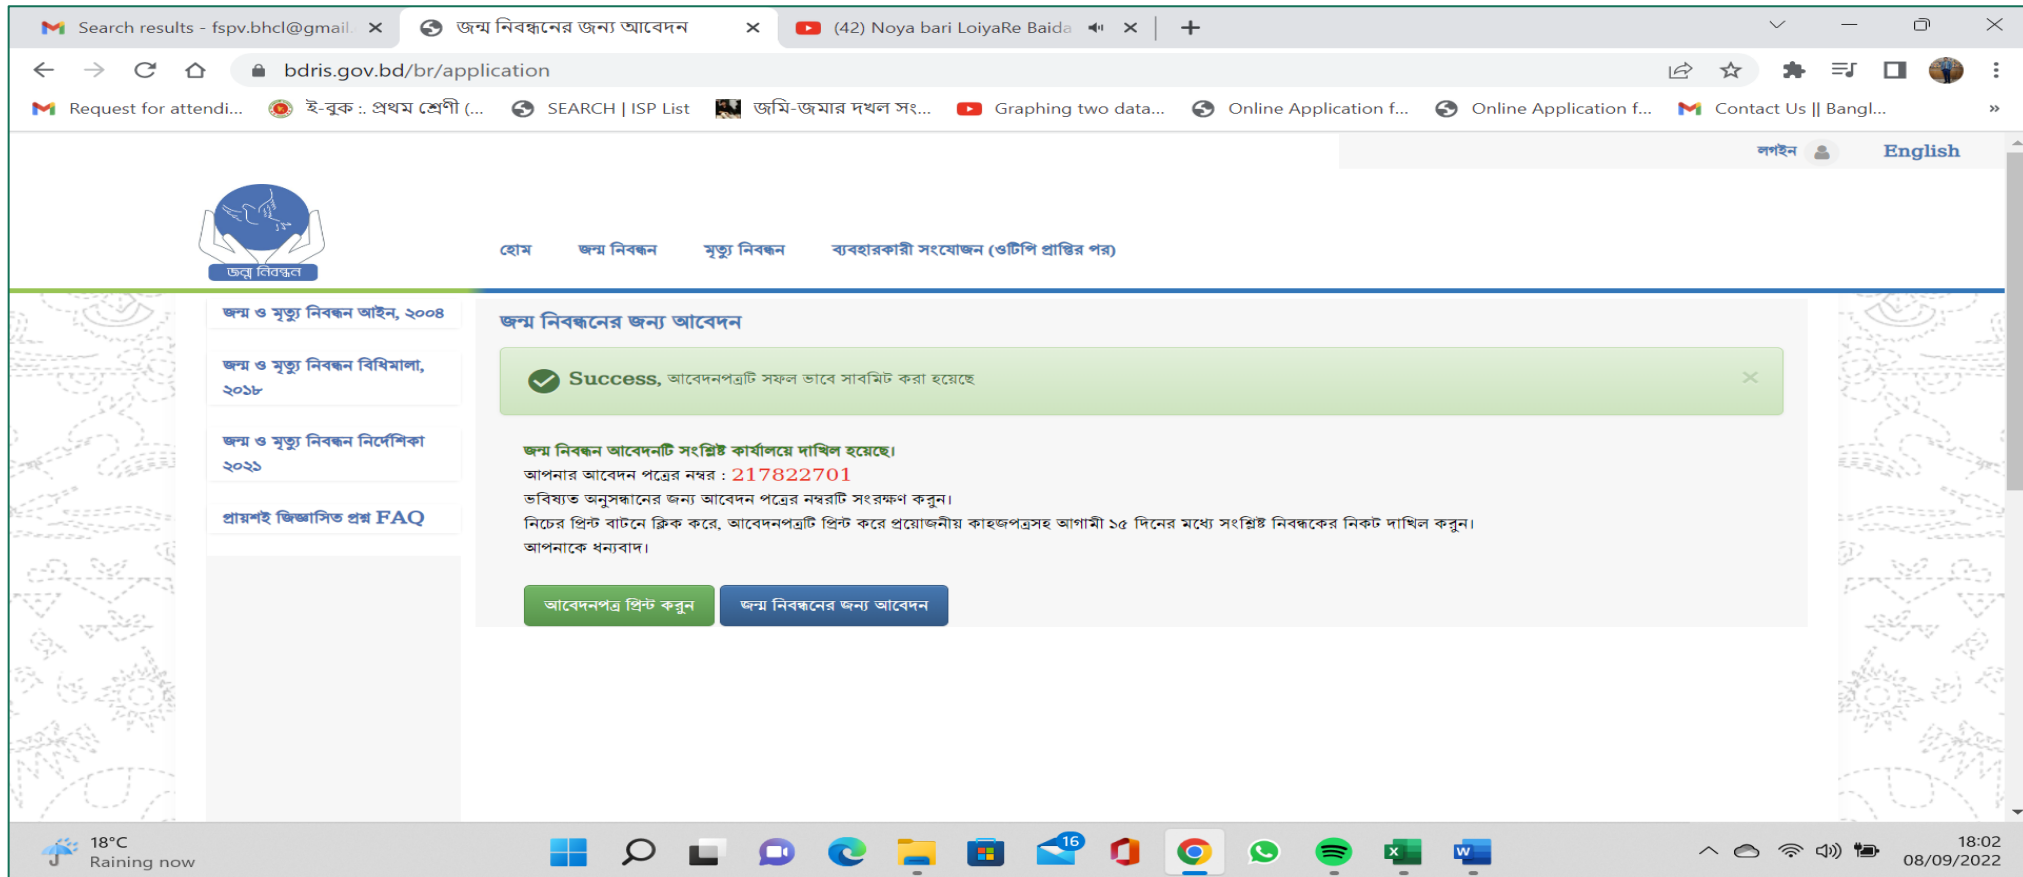 Search results - fspv.bhcl@gmail.
জন্ম নিবন্ধনের জন্য আবেদন
(42) Noya bari LoiyaRe Baida
bdris.gov.bd/br/application
Request for attendi...
ই-বুক :. প্রথম শ্রেণী (...
SEARCH | ISP List
জমি-জমার দখল সং...
Graphing two data...
Online Application f...
Online Application f...
Contact Us || Bangl...
»
লগইন
English
জন্ম নিবন্ধন
হোম
জন্ম নিবন্ধন
মৃত্যু নিবন্ধন
ব্যবহারকারী সংযোজন (ওটিপি প্রাপ্তির পর)
জন্ম ও মৃত্যু নিবন্ধন আইন, ২০০৪
জন্ম ও মৃত্যু নিবন্ধন বিধিমালা,
২০১৮
জন্ম ও মৃত্যু নিবন্ধন নির্দেশিকা
২০২১
প্রায়শই জিজ্ঞাসিত প্রশ্ন FAQ
জন্ম নিবন্ধনের জন্য আবেদন
Success, আবেদনপত্রটি সফল ভাবে সাবমিট করা হয়েছে
জন্ম নিবন্ধন আবেদনটি সংশ্লিষ্ট কার্যালয়ে দাখিল হয়েছে।
আপনার আবেদন পত্রের নম্বর : 217822701
ভবিষ্যত অনুসন্ধানের জন্য আবেদন পত্রের নম্বরটি সংরক্ষণ করুন।
নিচের প্রিন্ট বাটনে ক্লিক করে, আবেদনপত্রটি প্রিন্ট করে প্রয়োজনীয় কাহজপত্রসহ আগামী ১৫ দিনের মধ্যে সংশ্লিষ্ট নিবন্ধকের নিকট দাখিল করুন।
আপনাকে ধন্যবাদ।
আবেদনপত্র প্রিন্ট করুন
জন্ম নিবন্ধনের জন্য আবেদন
18°C
Raining now
16
18:02
08/09/2022